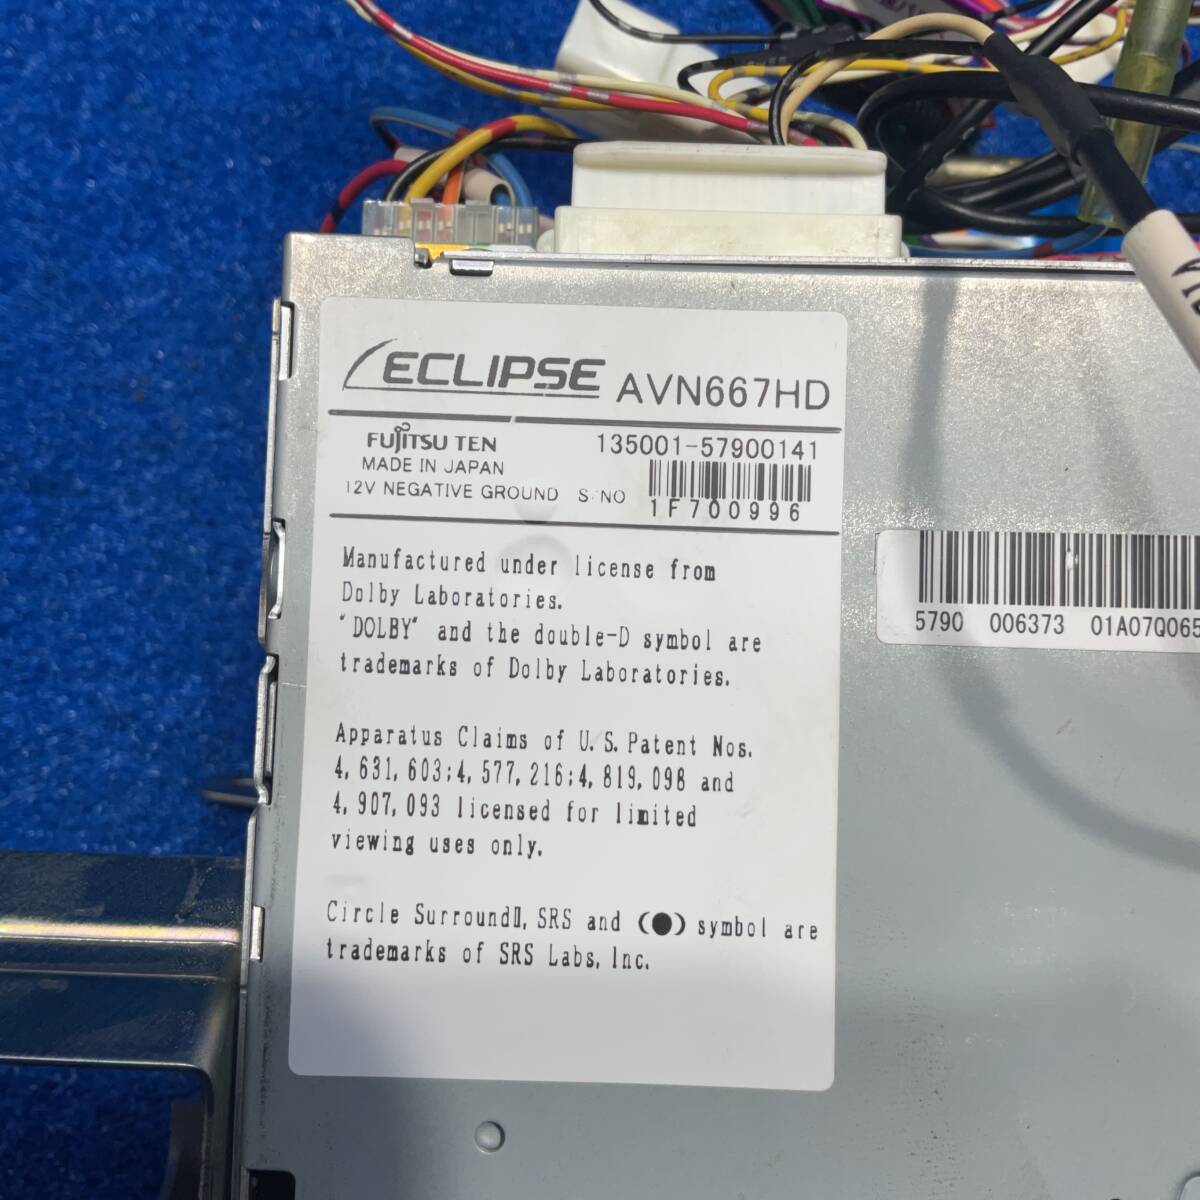 ECLIPSE AVN667HD
FUJITSU TEN 135001-57900141
MADE IN JAPAN
12V NEGATIVE GROUND S/NO
1F700996
Manufactured under license from
Dolby Laboratories.
"DOLBY" and the double-D symbol are
trademarks of Dolby Laboratories.
Apparatus Claims of U.S. Patent Nos.
4,631,603;4,577,216;4,819,098 and
4,907,093 licensed for limited
viewing uses only.
Circle SurroundⅡ, SRS and (●) symbol are
trademarks of SRS Labs, Inc.
5790 006373 01A07Q065